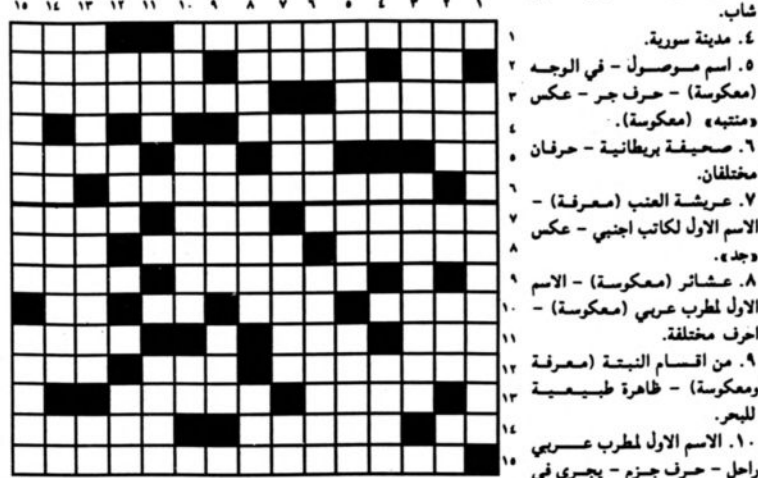 ١٥ ١٤ ١٣ ١٢ ١١ ١٠ ٩ ٨ ٧ ٦ ٥ ٤ ٣ ٢ ١
١
٢
٣
٤
٥
٦
٧
٨
٩
١٠
١١
١٢
١٣
١٤
١٥
شاب.
٤. مدينة سورية.
٥. اسم موصول - في الوجه
(معكوسة) - حرف جر - عكس
«منتبه» (معكوسة).
٦. صحيفة بريطانية - حرفان
مختلفان.
٧. عريشة العنب (معرفة) -
الاسم الاول لكاتب اجنبي - عكس
«جد».
٨. عشائر (معكوسة) - الاسم
الاول لمطرب عربي (معكوسة) -
احرف مختلفة.
٩. من اقسام النبتة (معرفة
ومعكوسة) - ظاهرة طبيعية
للبحر.
١٠. الاسم الاول لمطرب عربي
راحل - حرف جزم - يجري في